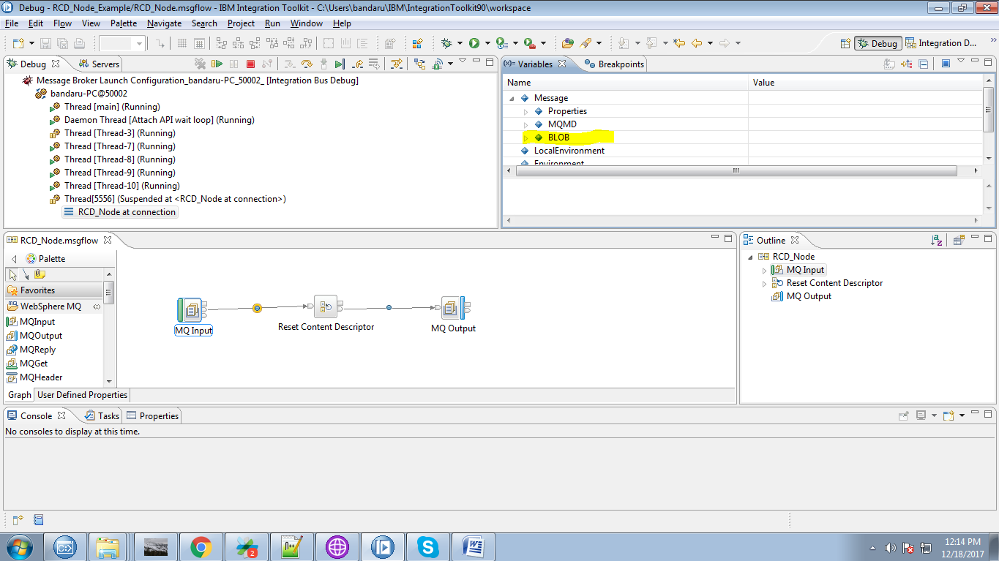 Debug - RCD_Node_Example/RCD_Node.msgflow - IBM Integration Toolkit - C:\Users\bandaru\IBM\IntegrationToolkit90\workspace
File Edit Flow View Palette Navigate Search Project Run Window Help
Debug Integration D... »
Debug Servers
Message Broker Launch Configuration_bandaru-PC_50002_ [Integration Bus Debug]
bandaru-PC@50002
Thread [main] (Running)
Daemon Thread [Attach API wait loop] (Running)
Thread [Thread-3] (Running)
Thread [Thread-7] (Running)
Thread [Thread-8] (Running)
Thread [Thread-9] (Running)
Thread [Thread-10] (Running)
Thread[5556] (Suspended at <RCD_Node at connection>)
RCD_Node at connection
(x)= Variables Breakpoints
Name Value
Message
Properties
MQMD
BLOB
LocalEnvironment
Environment
RCD_Node.msgflow
Palette
Favorites
WebSphere MQ
MQInput
MQOutput
MQReply
MQGet
MQHeader
MQ Input
Reset Content Descriptor
MQ Output
Graph User Defined Properties
Outline
RCD_Node
MQ Input
Reset Content Descriptor
MQ Output
Console Tasks Properties
No consoles to display at this time.
12:14 PM
12/18/2017